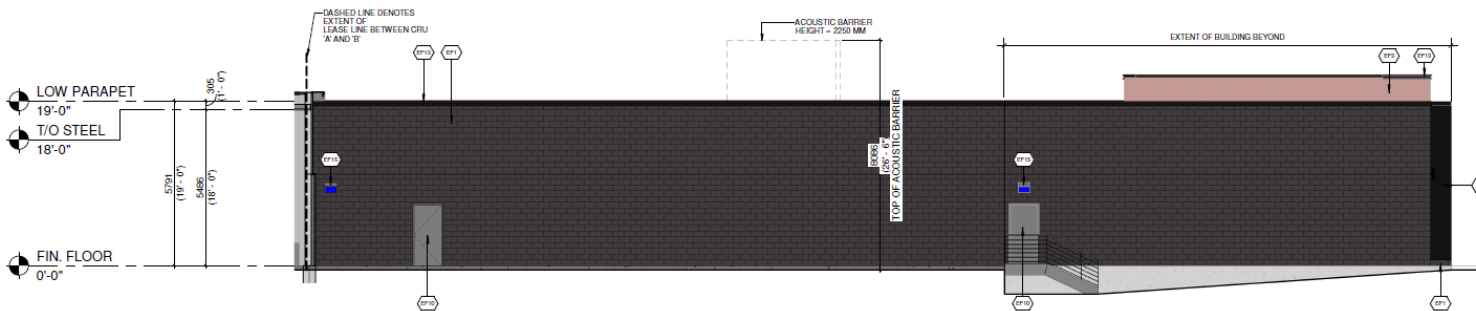 DASHED LINE DENOTES
EXTENT OF
LEASE LINE BETWEEN CRU
'A' AND 'B'
ACOUSTIC BARRIER
HEIGHT = 2250 MM
EXTENT OF BUILDING BEYOND
EF13
EF1
EF3
EF13
LOW PARAPET
19'-0"
305
(1'- 0")
T/O STEEL
18'-0"
5791
(19'- 0")
5486
(18'- 0")
EF15
8086
(26'- 6")
TOP OF ACOUSTIC BARRIER
EF15
FIN. FLOOR
0'-0"
EF10
EF10
EF1